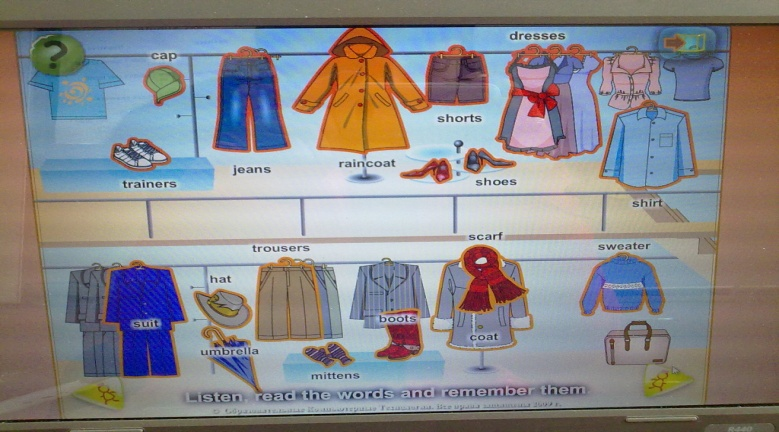 ?
dresses
cap
shorts
jeans
raincoat
trainers
shoes
shirt
scarf
trousers
sweater
hat
suit
boots
coat
umbrella
mittens
Listen, read the words and remember them